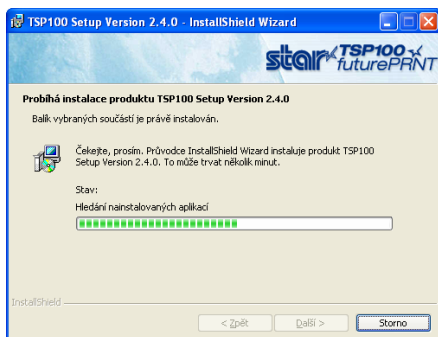 TSP100 Setup Version 2.4.0 - InstallShield Wizard
star TSP100
futurePRNT
Probíhá instalace produktu TSP100 Setup Version 2.4.0
Balík vybraných součástí je právě instalován.
Čekejte, prosím. Průvodce InstallShield Wizard instaluje produkt TSP100
Setup Version 2.4.0. To může trvat několik minut.
Stav:
Hledání nainstalovaných aplikací
InstallShield
< Zpět Další > Storno